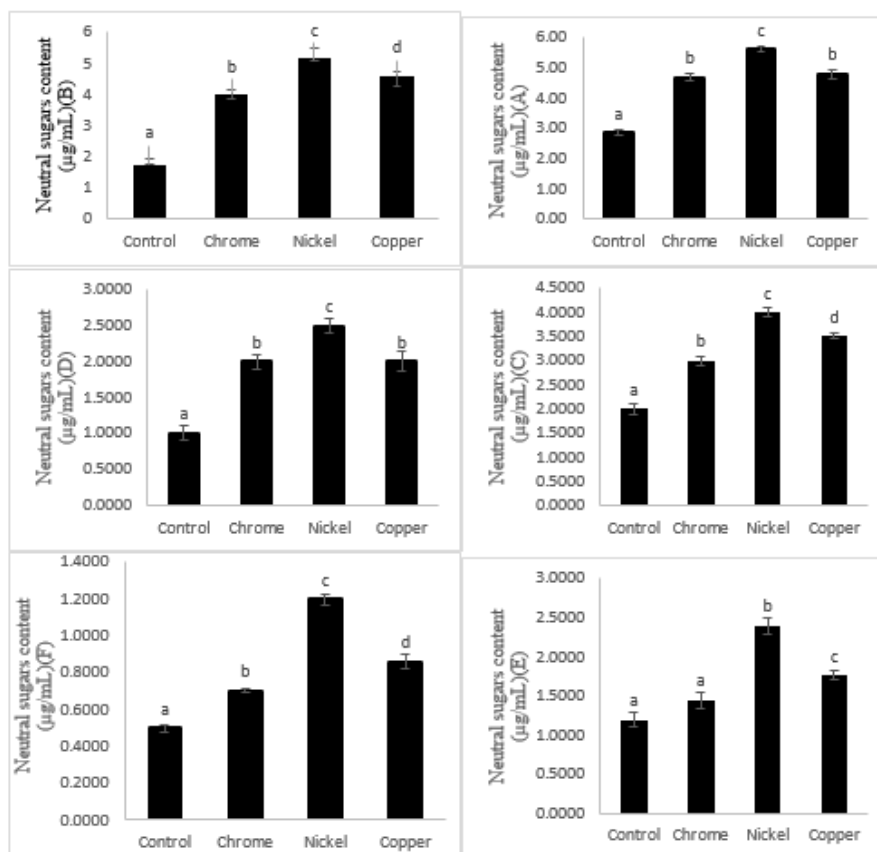 Neutral sugars content
(µg/mL)(B)
6
5
4
3
2
1
0
a
b
c
d
Control Chrome Nickel Copper
Neutral sugars content
(µg/mL)(A)
6.00
5.00
4.00
3.00
2.00
1.00
0.00
a
b
c
b
Control Chrome Nickel Copper
Neutral sugars content
(µg/mL)(D)
3.0000
2.5000
2.0000
1.5000
1.0000
0.5000
0.0000
a
b
c
b
Control Chrome Nickel Copper
Neutral sugars content
(µg/mL)(C)
4.5000
4.0000
3.5000
3.0000
2.5000
2.0000
1.5000
1.0000
0.5000
0.0000
a
b
c
d
Control Chrome Nickel Copper
Neutral sugars content
(µg/mL)(F)
1.4000
1.2000
1.0000
0.8000
0.6000
0.4000
0.2000
0.0000
a
b
c
d
Control Chrome Nickel Copper
Neutral sugars content
(µg/mL)(E)
3.0000
2.5000
2.0000
1.5000
1.0000
0.5000
0.0000
a
a
b
c
Control Chrome Nickel Copper